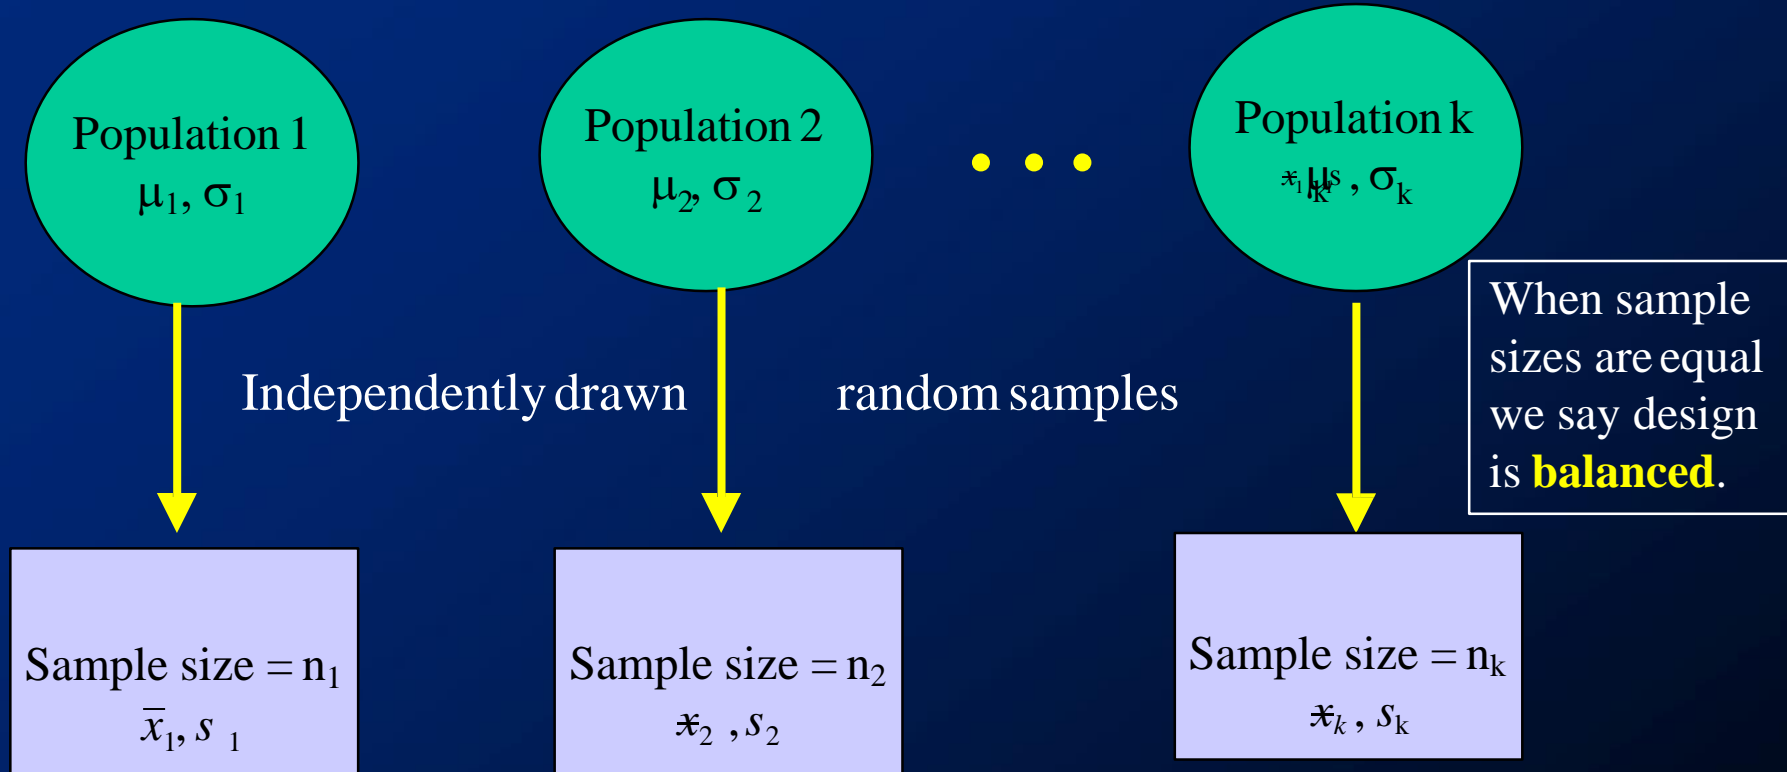 Population 1
μ₁, σ₁
Population 2
μ₂, σ₂
• • •
Population k
, σₖ
Independently drawn random samples
When sample
sizes are equal
we say design
is balanced.
Sample size = n₁
x̄₁, s ₁
Sample size = n₂
x̄₂ , s₂
Sample size = nₖ
x̄ₖ , sₖ